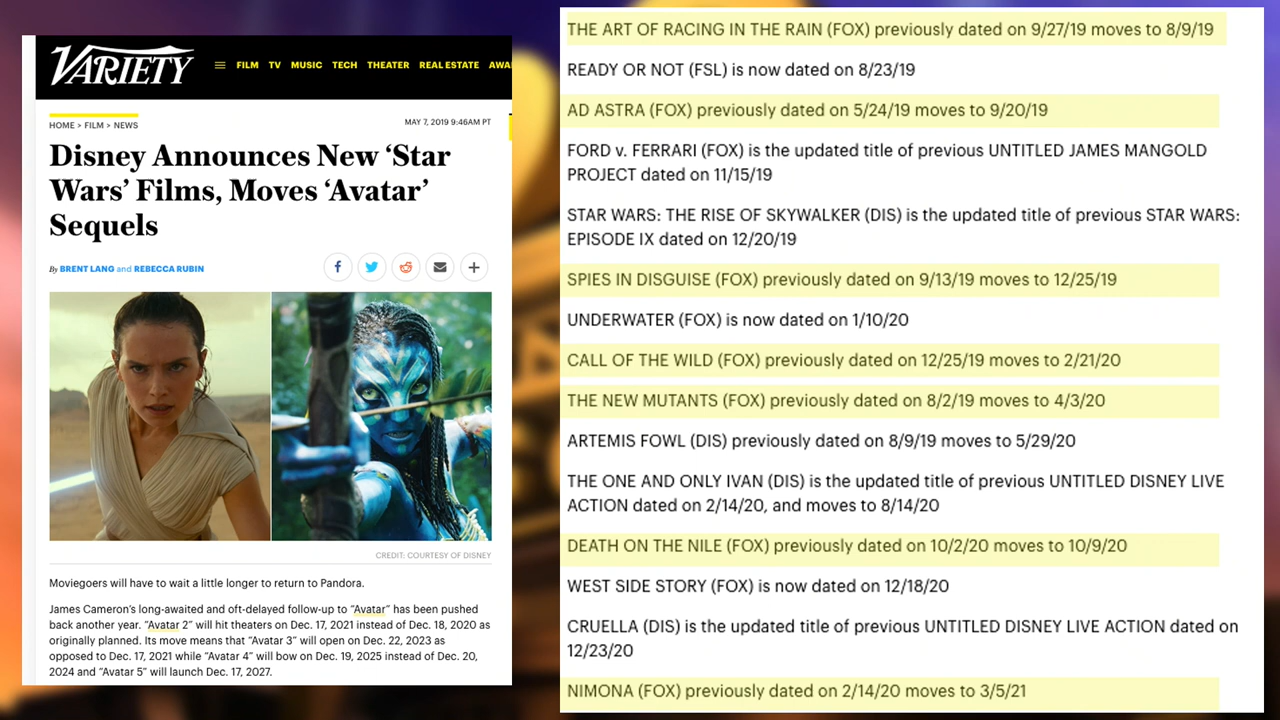 VARIETY
FILM TV MUSIC TECH THEATER REAL ESTATE
HOME > FILM > NEWS
MAY 7, 2019 9:46AM PT
Disney Announces New ‘Star
Wars’ Films, Moves ‘Avatar’
Sequels
By BRENT LANG and REBECCA RUBIN
CREDIT: COURTESY OF DISNEY
Moviegoers will have to wait a little longer to return to Pandora.
James Cameron’s long-awaited and oft-delayed follow-up to “Avatar” has been pushed
back another year. “Avatar 2” will hit theaters on Dec. 17, 2021 instead of Dec. 18, 2020 as
originally planned. Its move means that “Avatar 3” will open on Dec. 22, 2023 as
opposed to Dec. 17, 2021 while “Avatar 4” will bow on Dec. 19, 2025 instead of Dec. 20,
2024 and “Avatar 5” will launch Dec. 17, 2027.
THE ART OF RACING IN THE RAIN (FOX) previously dated on 9/27/19 moves to 8/9/19
READY OR NOT (FSL) is now dated on 8/23/19
AD ASTRA (FOX) previously dated on 5/24/19 moves to 9/20/19
FORD v. FERRARI (FOX) is the updated title of previous UNTITLED JAMES MANGOLD
PROJECT dated on 11/15/19
STAR WARS: THE RISE OF SKYWALKER (DIS) is the updated title of previous STAR WARS:
EPISODE IX dated on 12/20/19
SPIES IN DISGUISE (FOX) previously dated on 9/13/19 moves to 12/25/19
UNDERWATER (FOX) is now dated on 1/10/20
CALL OF THE WILD (FOX) previously dated on 12/25/19 moves to 2/21/20
THE NEW MUTANTS (FOX) previously dated on 8/2/19 moves to 4/3/20
ARTEMIS FOWL (DIS) previously dated on 8/9/19 moves to 5/29/20
THE ONE AND ONLY IVAN (DIS) is the updated title of previous UNTITLED DISNEY LIVE
ACTION dated on 2/14/20, and moves to 8/14/20
DEATH ON THE NILE (FOX) previously dated on 10/2/20 moves to 10/9/20
WEST SIDE STORY (FOX) is now dated on 12/18/20
CRUELLA (DIS) is the updated title of previous UNTITLED DISNEY LIVE ACTION dated on
12/23/20
NIMONA (FOX) previously dated on 2/14/20 moves to 3/5/21